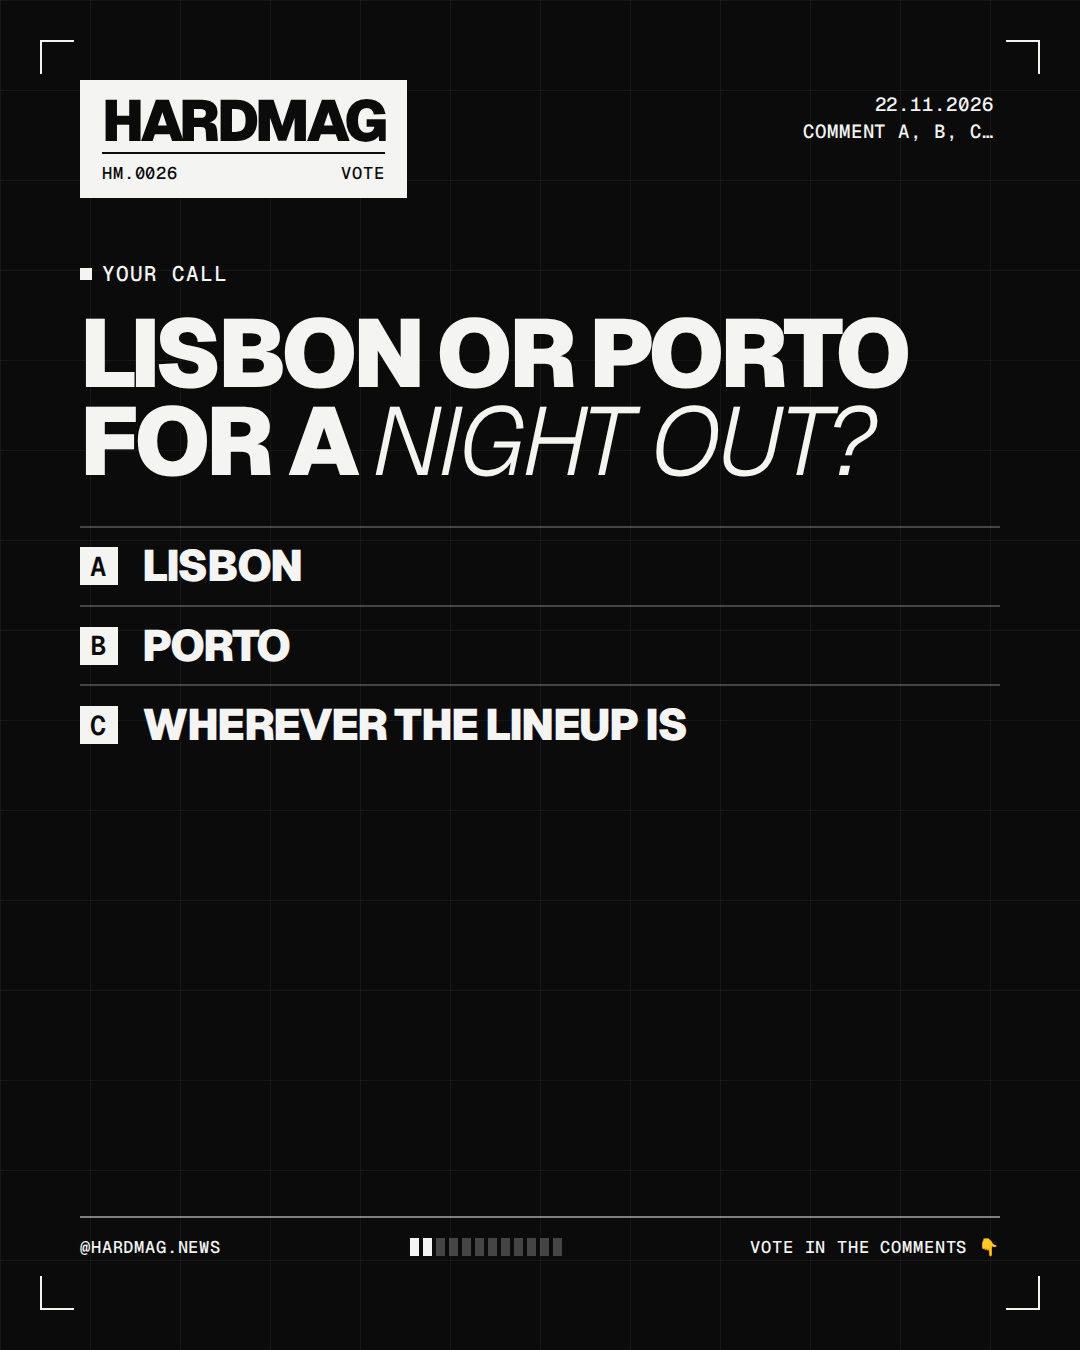 HARDMAG
HM.0026 VOTE
22.11.2026
COMMENT A, B, C…
YOUR CALL
LISBON OR PORTO
FOR A NIGHT OUT?
A LISBON
B PORTO
C WHEREVER THE LINEUP IS
@HARDMAG.NEWS
VOTE IN THE COMMENTS 👇